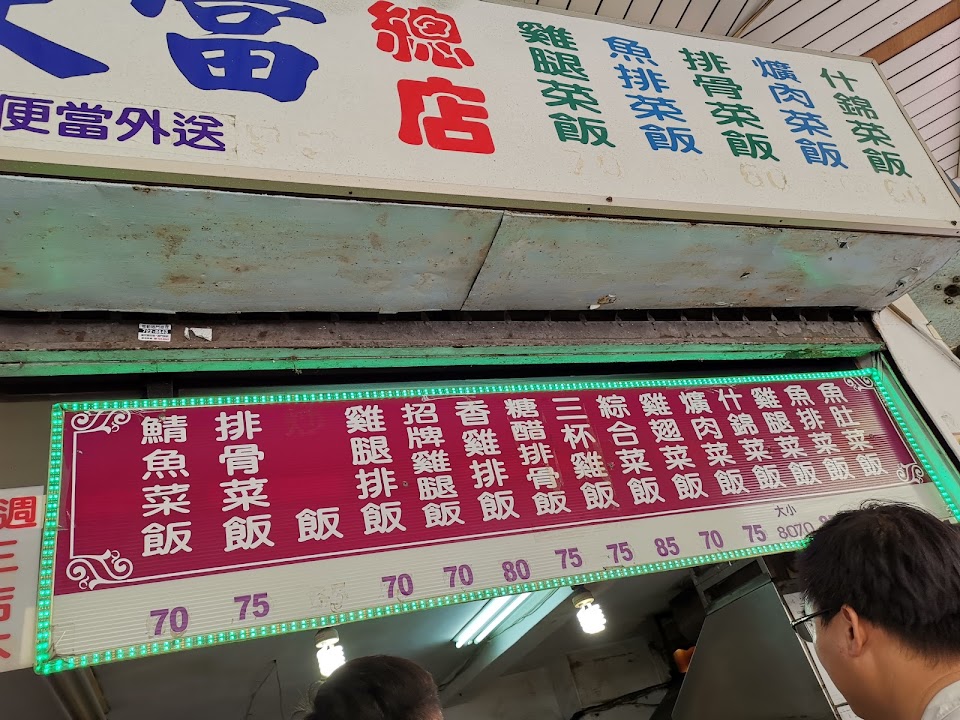 富
總店
便當外送
雞腿菜飯
魚排菜飯
排骨菜飯
爌肉菜飯
什錦菜飯
60
鯖魚菜飯
排骨菜飯
飯
雞腿排飯
招牌雞腿飯
香雞排飯
糖醋排骨飯
三杯雞飯
綜合菜飯
雞翅菜飯
爌肉菜飯
什錦菜飯
雞腿菜飯
魚排菜飯
魚肚菜飯
70 75 70 70 80 75 75 85 70 75 大小 8070
週
三